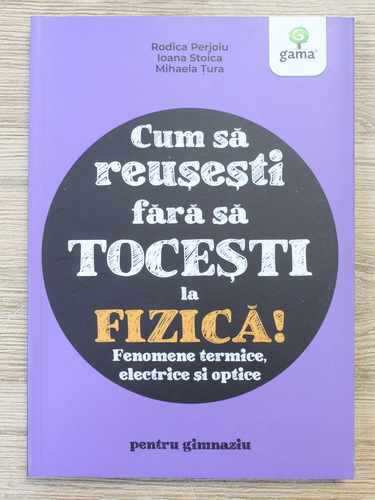 Rodica Perjoiu
Ioana Stoica
Mihaela Țura
gama®
Cum să
reușești
fără să
TOCEȘTI
la
FIZICĂ!
Fenomene termice,
electrice și optice
pentru gimnaziu